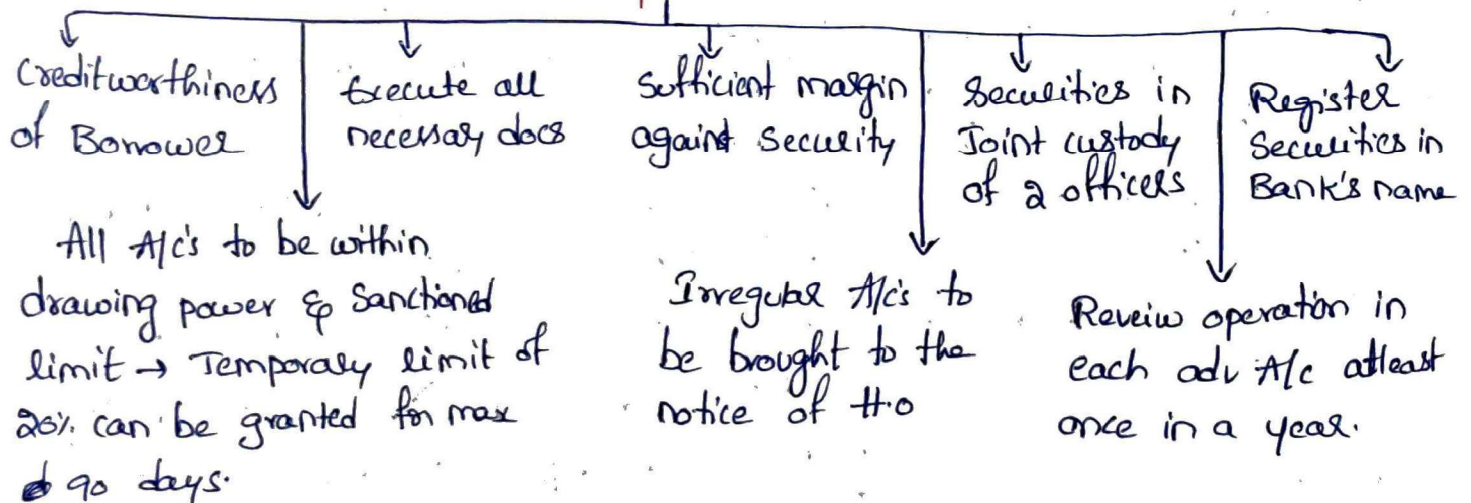 Creditworthiness
of Borrower
Execute all
necessary docs
Sufficient margin
against Security
Securities in
Joint custody
of 2 officers
Register
Securities in
Bank's name
All A/c's to be within
drawing power & Sanctioned
limit → Temporary limit of
20% can be granted for max
90 days.
Irregular A/c's to
be brought to the
notice of H.O
Reveiw operation in
each adv A/c atleast
once in a year.